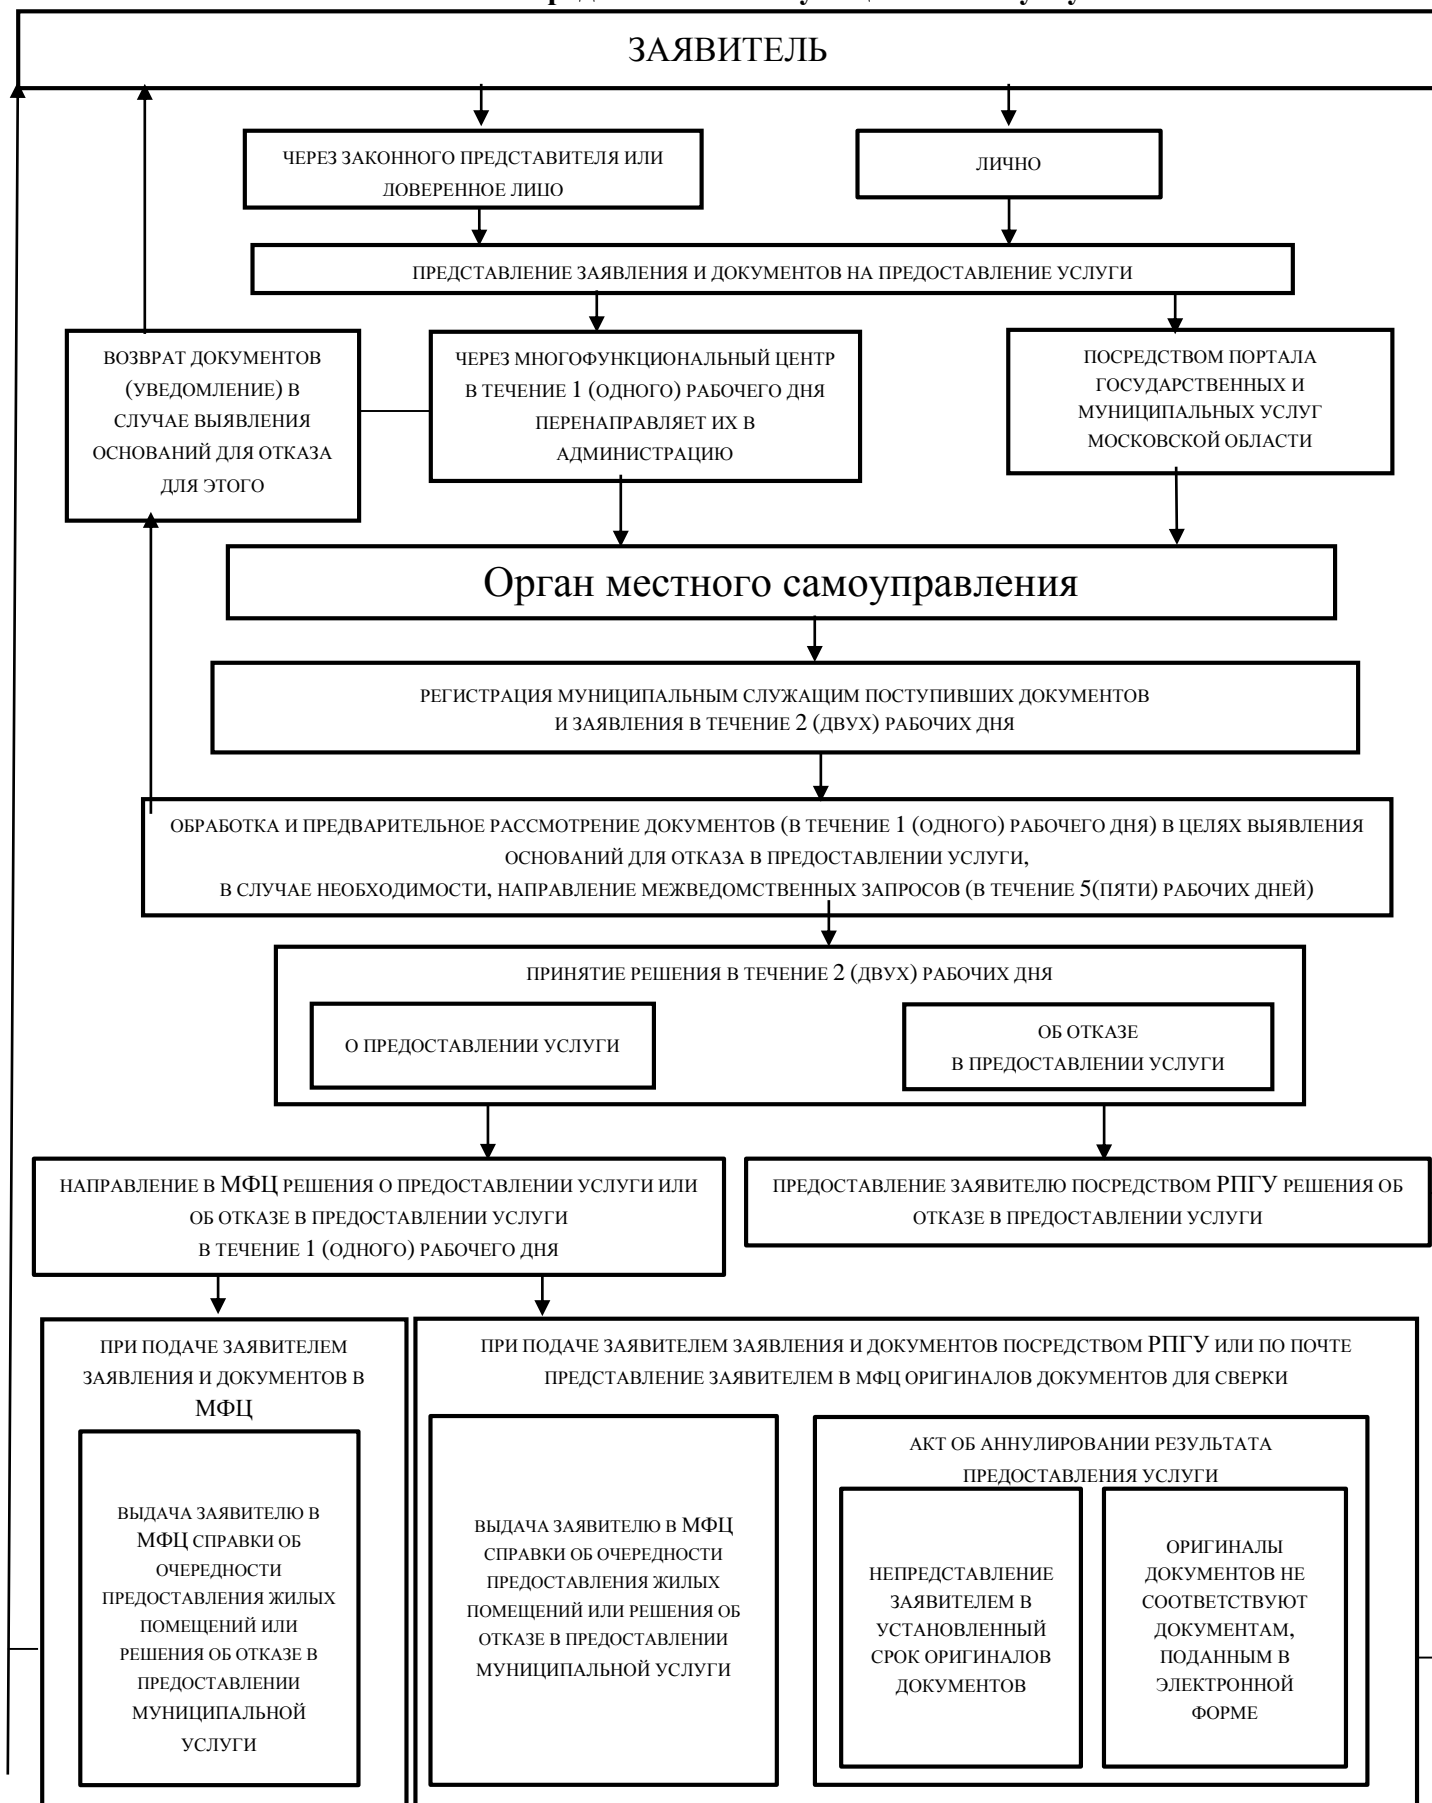 ЗАЯВИТЕЛЬ
ЧЕРЕЗ ЗАКОННОГО ПРЕДСТАВИТЕЛЯ ИЛИ
ДОВЕРЕННОЕ ЛИЦО
ЛИЧНО
ПРЕДСТАВЛЕНИЕ ЗАЯВЛЕНИЯ И ДОКУМЕНТОВ НА ПРЕДОСТАВЛЕНИЕ УСЛУГИ
ВОЗВРАТ ДОКУМЕНТОВ
(УВЕДОМЛЕНИЕ) В
СЛУЧАЕ ВЫЯВЛЕНИЯ
ОСНОВАНИЙ ДЛЯ ОТКАЗА
ДЛЯ ЭТОГО
ЧЕРЕЗ МНОГОФУНКЦИОНАЛЬНЫЙ ЦЕНТР
В ТЕЧЕНИЕ 1 (ОДНОГО) РАБОЧЕГО ДНЯ
ПЕРЕНАПРАВЛЯЕТ ИХ В
АДМИНИСТРАЦИЮ
ПОСРЕДСТВОМ ПОРТАЛА
ГОСУДАРСТВЕННЫХ И
МУНИЦИПАЛЬНЫХ УСЛУГ
МОСКОВСКОЙ ОБЛАСТИ
Орган местного самоуправления
РЕГИСТРАЦИЯ МУНИЦИПАЛЬНЫМ СЛУЖАЩИМ ПОСТУПИВШИХ ДОКУМЕНТОВ
И ЗАЯВЛЕНИЯ В ТЕЧЕНИЕ 2 (ДВУХ) РАБОЧИХ ДНЯ
ОБРАБОТКА И ПРЕДВАРИТЕЛЬНОЕ РАССМОТРЕНИЕ ДОКУМЕНТОВ (В ТЕЧЕНИЕ 1 (ОДНОГО) РАБОЧЕГО ДНЯ) В ЦЕЛЯХ ВЫЯВЛЕНИЯ
ОСНОВАНИЙ ДЛЯ ОТКАЗА В ПРЕДОСТАВЛЕНИИ УСЛУГИ,
В СЛУЧАЕ НЕОБХОДИМОСТИ, НАПРАВЛЕНИЕ МЕЖВЕДОМСТВЕННЫХ ЗАПРОСОВ (В ТЕЧЕНИЕ 5(ПЯТИ) РАБОЧИХ ДНЕЙ)
ПРИНЯТИЕ РЕШЕНИЯ В ТЕЧЕНИЕ 2 (ДВУХ) РАБОЧИХ ДНЯ
О ПРЕДОСТАВЛЕНИИ УСЛУГИ
ОБ ОТКАЗЕ
В ПРЕДОСТАВЛЕНИИ УСЛУГИ
НАПРАВЛЕНИЕ В МФЦ РЕШЕНИЯ О ПРЕДОСТАВЛЕНИИ УСЛУГИ ИЛИ
ОБ ОТКАЗЕ В ПРЕДОСТАВЛЕНИИ УСЛУГИ
В ТЕЧЕНИЕ 1 (ОДНОГО) РАБОЧЕГО ДНЯ
ПРЕДОСТАВЛЕНИЕ ЗАЯВИТЕЛЮ ПОСРЕДСТВОМ РПГУ РЕШЕНИЯ ОБ
ОТКАЗЕ В ПРЕДОСТАВЛЕНИИ УСЛУГИ
ПРИ ПОДАЧЕ ЗАЯВИТЕЛЕМ
ЗАЯВЛЕНИЯ И ДОКУМЕНТОВ В
МФЦ
ВЫДАЧА ЗАЯВИТЕЛЮ В
МФЦ СПРАВКИ ОБ
ОЧЕРЕДНОСТИ
ПРЕДОСТАВЛЕНИЯ ЖИЛЫХ
ПОМЕЩЕНИЙ ИЛИ
РЕШЕНИЯ ОБ ОТКАЗЕ В
ПРЕДОСТАВЛЕНИИ
МУНИЦИПАЛЬНОЙ
УСЛУГИ
ПРИ ПОДАЧЕ ЗАЯВИТЕЛЕМ ЗАЯВЛЕНИЯ И ДОКУМЕНТОВ ПОСРЕДСТВОМ РПГУ ИЛИ ПО ПОЧТЕ
ПРЕДСТАВЛЕНИЕ ЗАЯВИТЕЛЕМ В МФЦ ОРИГИНАЛОВ ДОКУМЕНТОВ ДЛЯ СВЕРКИ
ВЫДАЧА ЗАЯВИТЕЛЮ В МФЦ
СПРАВКИ ОБ ОЧЕРЕДНОСТИ
ПРЕДОСТАВЛЕНИЯ ЖИЛЫХ
ПОМЕЩЕНИЙ ИЛИ РЕШЕНИЯ ОБ
ОТКАЗЕ В ПРЕДОСТАВЛЕНИИ
МУНИЦИПАЛЬНОЙ УСЛУГИ
АКТ ОБ АННУЛИРОВАНИИ РЕЗУЛЬТАТА
ПРЕДОСТАВЛЕНИЯ УСЛУГИ
НЕПРЕДСТАВЛЕНИЕ
ЗАЯВИТЕЛЕМ В
УСТАНОВЛЕННЫЙ
СРОК ОРИГИНАЛОВ
ДОКУМЕНТОВ
ОРИГИНАЛЫ
ДОКУМЕНТОВ НЕ
СООТВЕТСТВУЮТ
ДОКУМЕНТАМ,
ПОДАННЫМ В
ЭЛЕКТРОННОЙ
ФОРМЕ